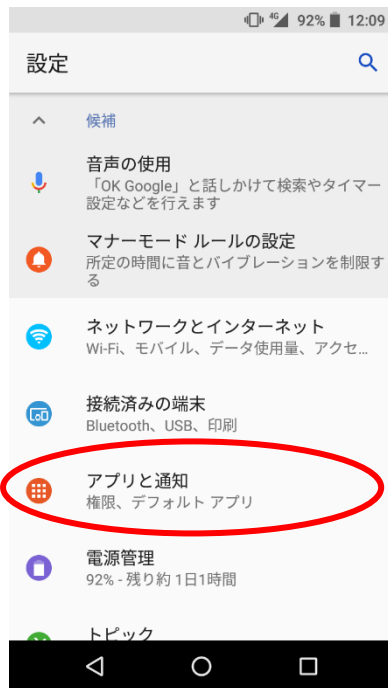 4G 92% 12:09
設定
候補
音声の使用
「OK Google」と話しかけて検索やタイマー
設定などを行えます
マナーモード ルールの設定
所定の時間に音とバイブレーションを制限す
る
ネットワークとインターネット
Wi-Fi、モバイル、データ使用量、アクセ...
接続済みの端末
Bluetooth、USB、印刷
アプリと通知
権限、デフォルト アプリ
電源管理
92% - 残り約 1日1時間
トピック